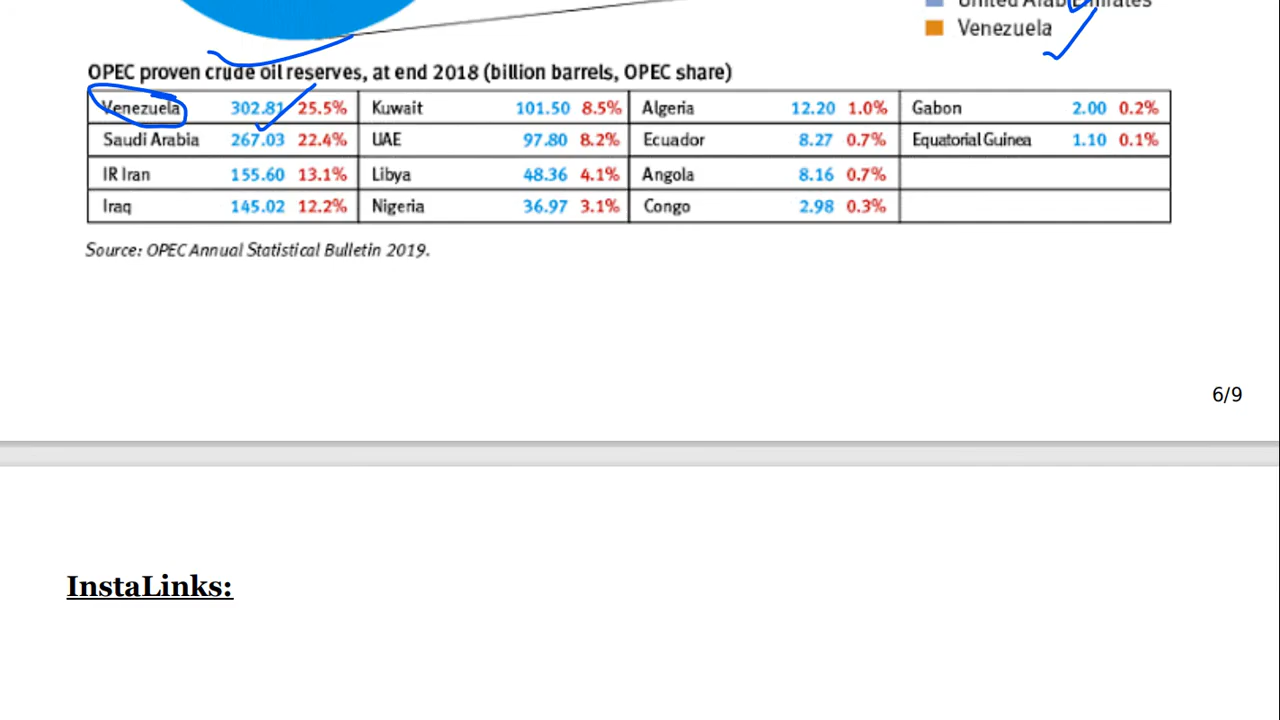 United Arab Emirates
Venezuela
OPEC proven crude oil reserves, at end 2018 (billion barrels, OPEC share)
Venezuela 302.81 25.5% Kuwait 101.50 8.5% Algeria 12.20 1.0% Gabon 2.00 0.2%
Saudi Arabia 267.03 22.4% UAE 97.80 8.2% Ecuador 8.27 0.7% Equatorial Guinea 1.10 0.1%
IR Iran 155.60 13.1% Libya 48.36 4.1% Angola 8.16 0.7%
Iraq 145.02 12.2% Nigeria 36.97 3.1% Congo 2.98 0.3%
Source: OPEC Annual Statistical Bulletin 2019.
6/9
InstaLinks: